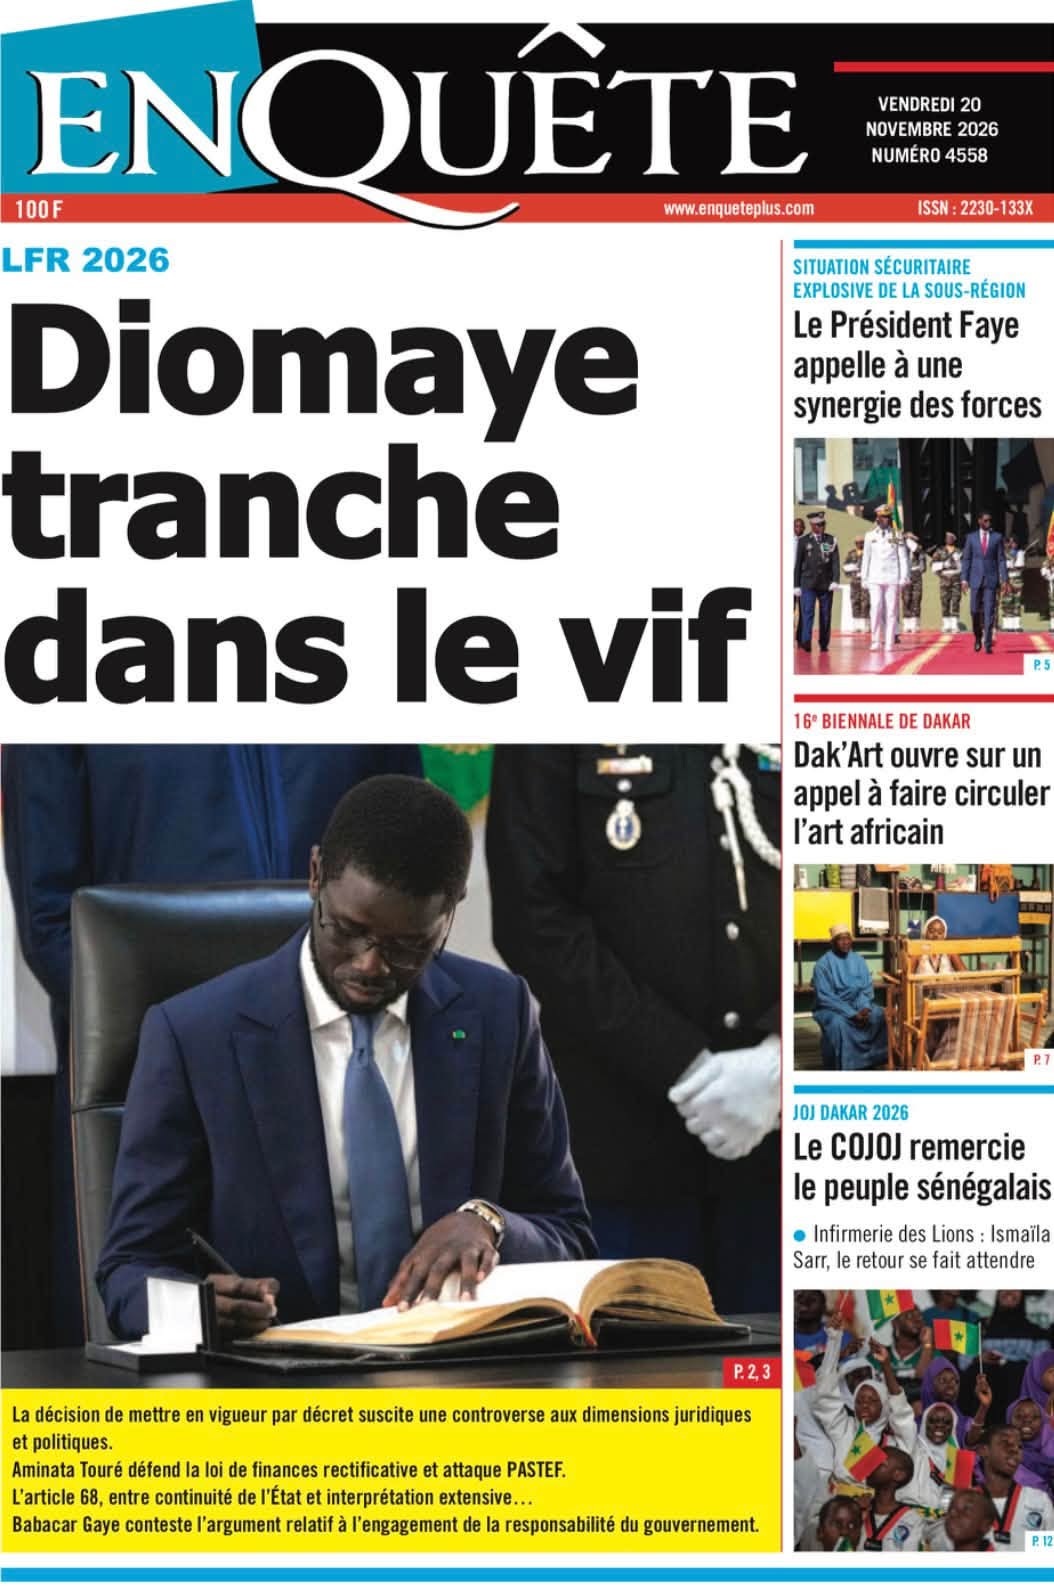 ENQUÊTE
VENDREDI 20
NOVEMBRE 2026
NUMÉRO 4558
100 F
www.enqueteplus.com
ISSN : 2230-133X
LFR 2026
Diomaye
tranche
dans le vif
P. 2, 3
La décision de mettre en vigueur par décret suscite une controverse aux dimensions juridiques
et politiques.
Aminata Touré défend la loi de finances rectificative et attaque PASTEF.
L’article 68, entre continuité de l’État et interprétation extensive…
Babacar Gaye conteste l’argument relatif à l’engagement de la responsabilité du gouvernement.
SITUATION SÉCURITAIRE
EXPLOSIVE DE LA SOUS-RÉGION
Le Président Faye
appelle à une
synergie des forces
P. 5
16e BIENNALE DE DAKAR
Dak’Art ouvre sur un
appel à faire circuler
l’art africain
P. 7
JOJ DAKAR 2026
Le COJOJ remercie
le peuple sénégalais
● Infirmerie des Lions : Ismaïla
Sarr, le retour se fait attendre
P. 12